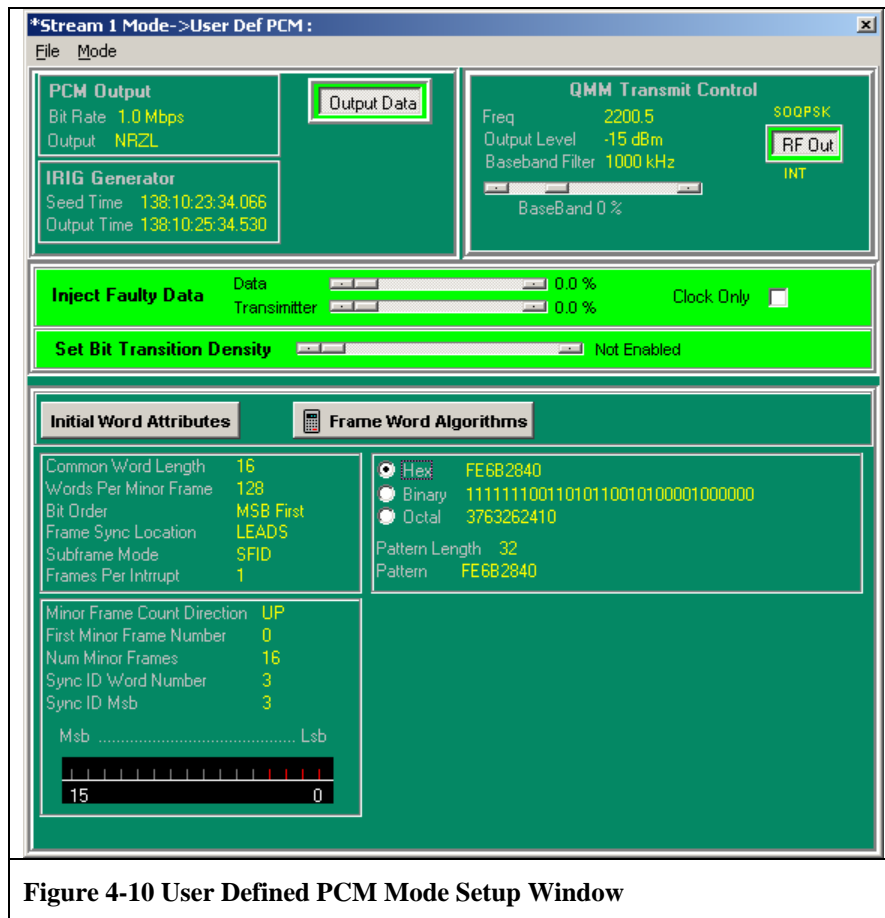 *Stream 1 Mode->User Def PCM :
File Mode
PCM Output
Bit Rate 1.0 Mbps
Output NRZL
Output Data
IRIG Generator
Seed Time 138:10:23:34.066
Output Time 138:10:25:34.530
QMM Transmit Control
Freq 2200.5
Output Level -15 dBm
Baseband Filter 1000 kHz
BaseBand 0 %
SOQPSK
RF Out
INT
Inject Faulty Data
Data 0.0 %
Transimitter 0.0 %
Clock Only
Set Bit Transition Density Not Enabled
Initial Word Attributes
Frame Word Algorithms
Common Word Length 16
Words Per Minor Frame 128
Bit Order MSB First
Frame Sync Location LEADS
Subframe Mode SFID
Frames Per Intrrupt 1
Hex FE6B2840
Binary 11111110011010110010100001000000
Octal 3763262410
Pattern Length 32
Pattern FE6B2840
Minor Frame Count Direction UP
First Minor Frame Number 0
Num Minor Frames 16
Sync ID Word Number 3
Sync ID Msb 3
Msb ............................................ Lsb
15 0
Figure 4-10 User Defined PCM Mode Setup Window